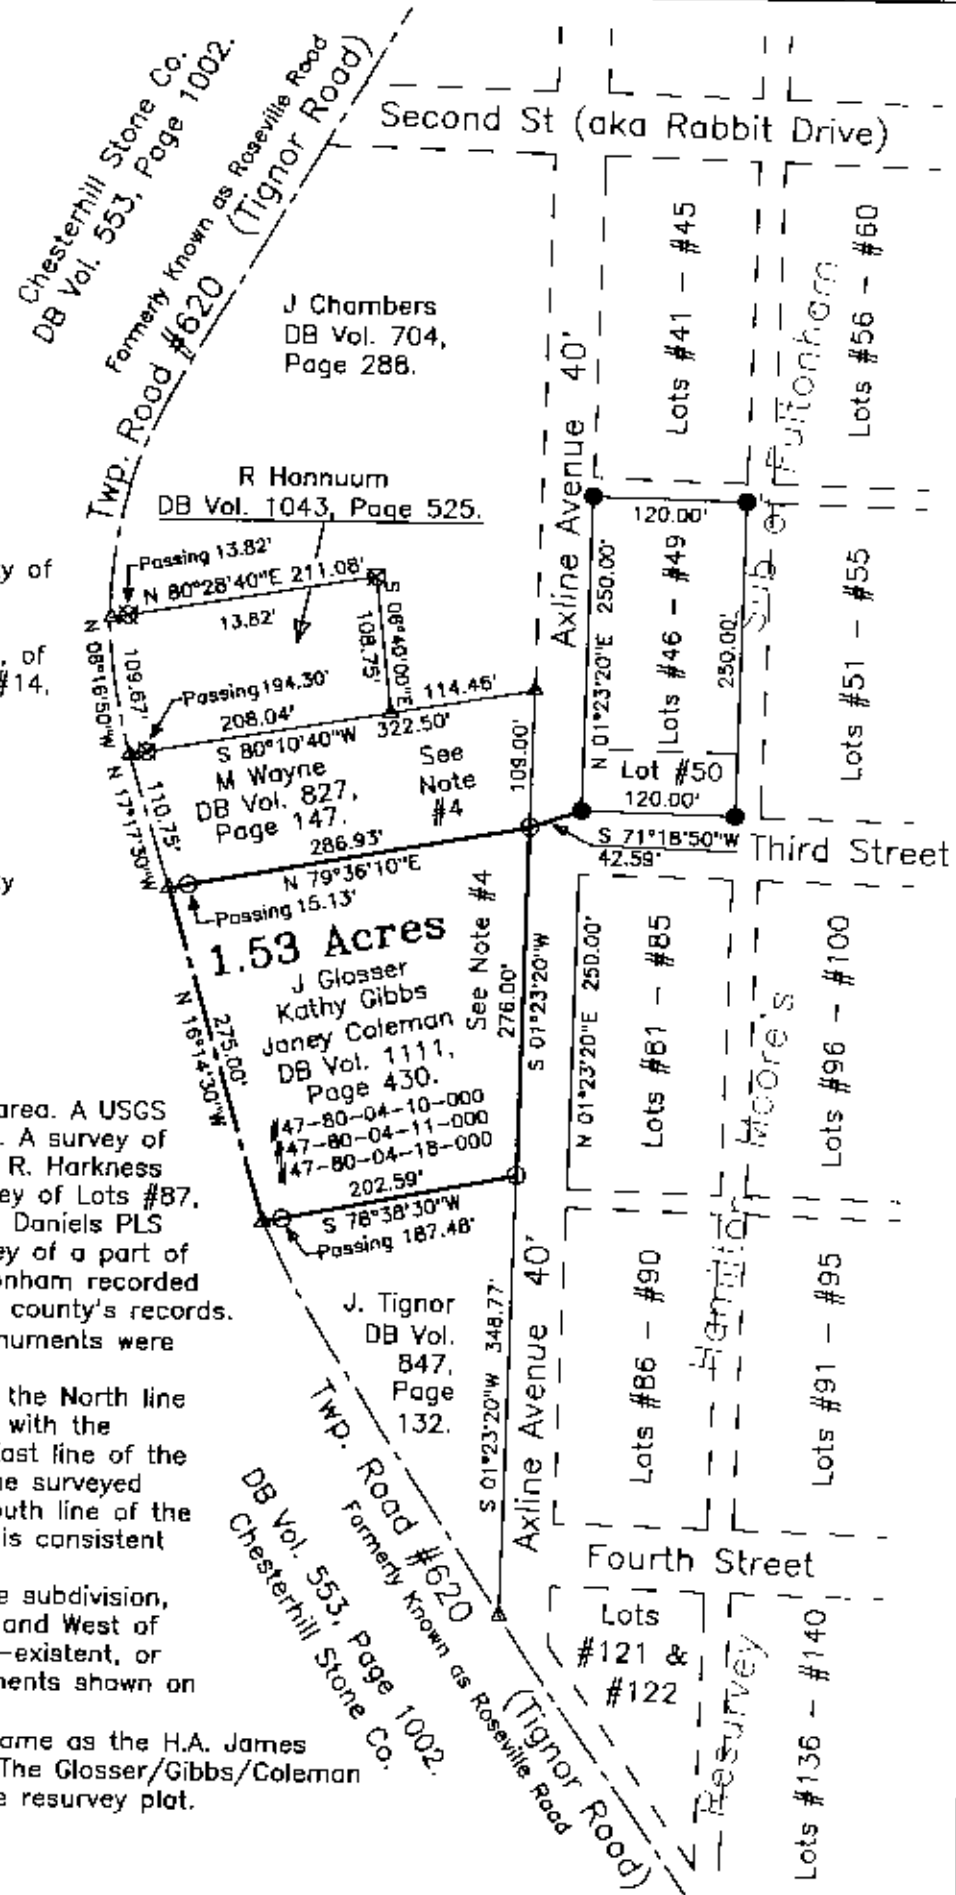 Chesterhill Stone Co.
DB Vol. 553, Page 1002.
Formerly Known as Roseville Road
(Tignor Road)
Twp. Road #620
Second St (aka Rabbit Drive)
J Chambers
DB Vol. 704,
Page 288.
Axline Avenue 40'
Lots #41 - #45
Lots #56 - #60
R Honnuum
DB Vol. 1043, Page 525.
Passing 13.82'
N 80°28'40"E 211.08'
13.82'
N 08°16'50"W
109.67'
S 06°40'00"E
108.75'
Passing 194.30'
208.04'
114.46'
S 80°10'40"W 322.50'
M Wayne
DB Vol. 827,
Page 147.
See
Note
#4
109.00'
N 17°17'30"W
110.75'
286.93'
N 79°36'10"E
Passing 15.13'
120.00'
N 01°23'20"E 250.00'
Lots #46 - #49
250.00'
Lot #50
120.00'
Lots #51 - #55
Sub of Fultonham
S 71°18'50"W
42.59'
Third Street
1.53 Acres
J Glosser
Kathy Gibbs
Janey Coleman
DB Vol. 1111,
Page 430.
#47-80-04-10-000
#47-80-04-11-000
#47-80-04-18-000
See Note #4
276.00'
S 01°23'20"W
N 16°14'30"W
275.00'
202.59'
S 78°38'30"W
Passing 187.48'
N 01°23'20"E 250.00'
Lots #81 - #85
Lots #96 - #100
Moore's
Hamilton
J. Tignor
DB Vol.
847,
Page
132.
S 01°23'20"W 348.77'
Axline Avenue 40'
Lots #86 - #90
Lots #91 - #95
Twp. Road #620
Formerly Known as Roseville Road
(Tignor Road)
DB Vol. 553, Page 1002.
Chesterhill Stone Co.
Fourth Street
Lots
#121 &
#122
Resurvey
Lots #136 - #140
y of
, of
#14,
y
area. A USGS
. A survey of
R. Harkness
ey of Lots #87,
Daniels PLS
ey of a part of
onham recorded
county's records.
numents were
the North line
with the
ast line of the
ne surveyed
outh line of the
is consistent
e subdivision,
and West of
-existent, or
ments shown on
ame as the H.A. James
The Glosser/Gibbs/Coleman
e resurvey plat.